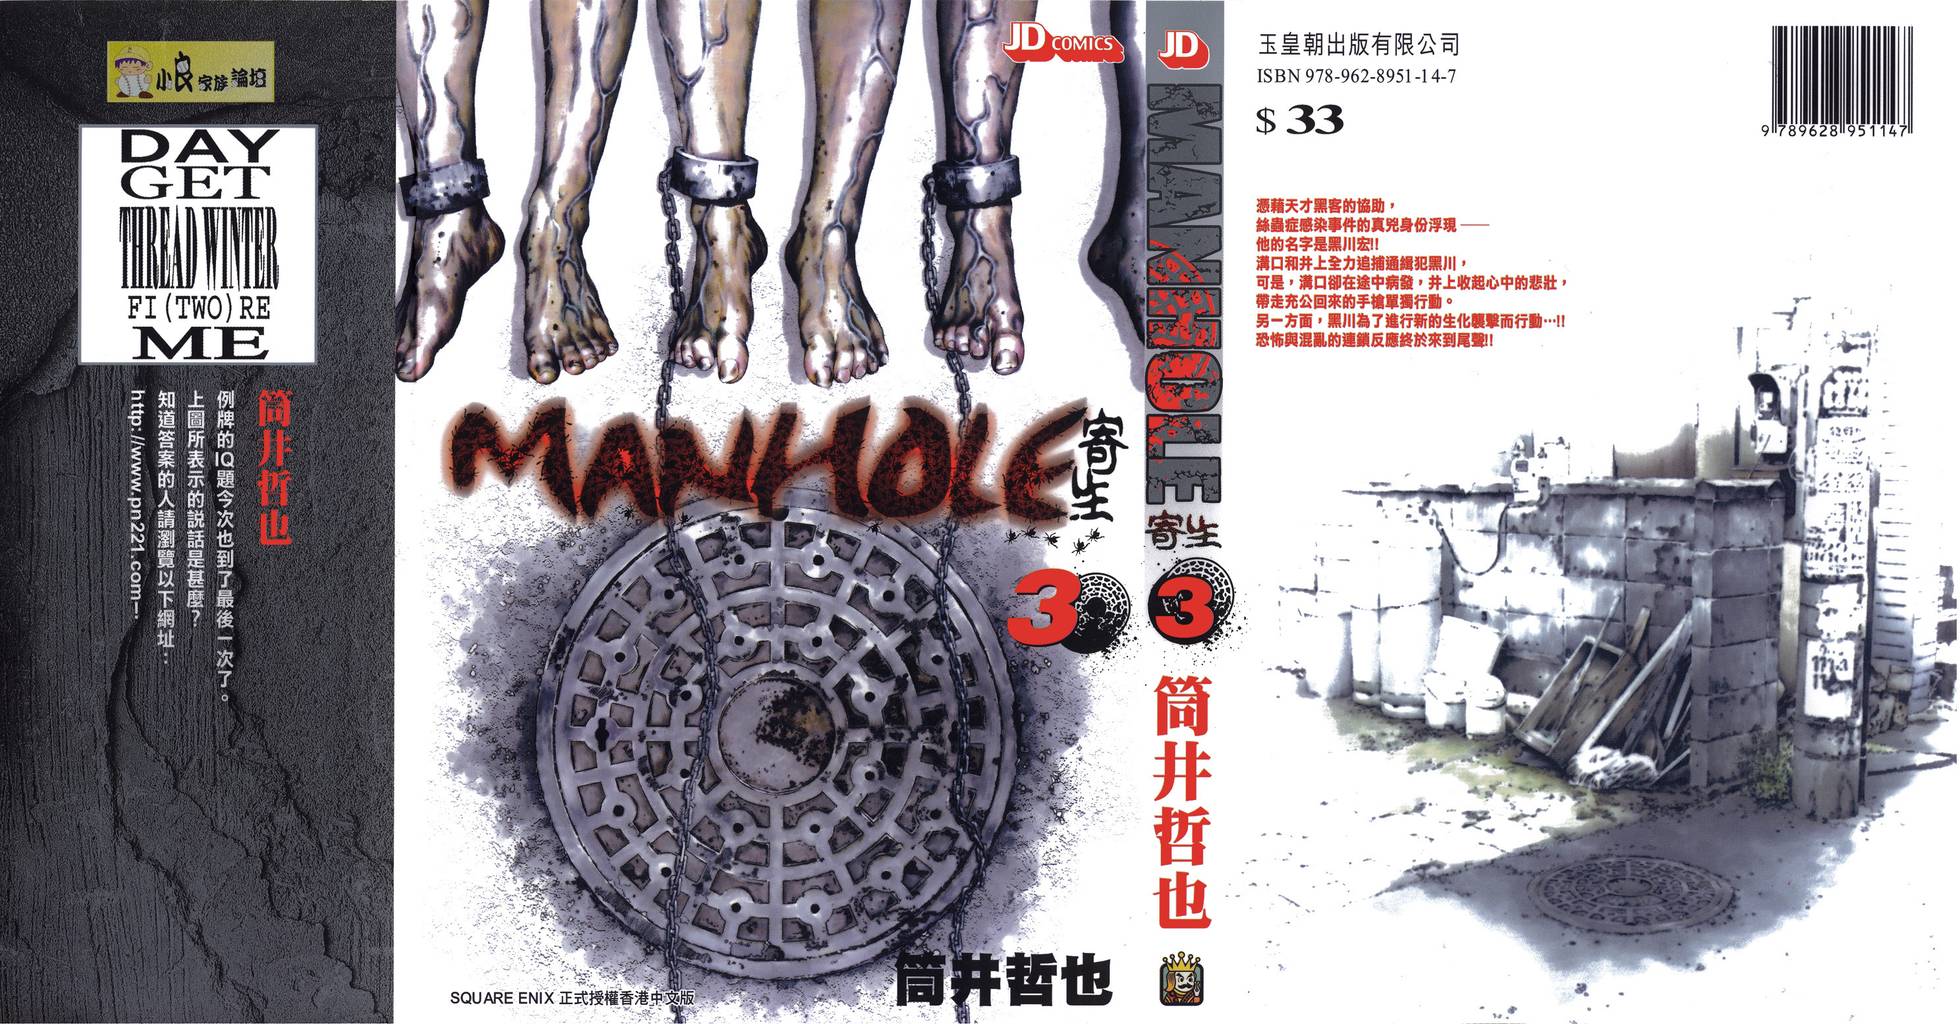 小良家族論壇
DAY
GET
THREAD WINTER
FI(TWO)RE
ME
筒井哲也
例牌的IQ題今次也到了最後一次了。
上圖所表示的説話是甚麼？
知道答案的人請瀏覽以下網址：
http://www.pn221.com—!
JD COMICS
MANHOLE
寄生
3
筒井哲也
SQUARE ENIX 正式授權香港中文版
JD
MANHOLE
寄生
3
筒井哲也
玉皇朝出版有限公司
ISBN 978-962-8951-14-7
$ 33
9 789628 951147
憑藉天才黑客的協助，
絲蟲症感染事件的真兇身份浮現——
他的名字是黑川宏!!
溝口和井上全力追捕通緝犯黑川，
可是，溝口卻在途中病發，井上收起心中的悲壯，
帶走充公回來的手槍單獨行動。
另一方面，黑川為了進行新的生化襲擊而行動…!!
恐怖與混亂的連鎖反應終於來到尾聲!!